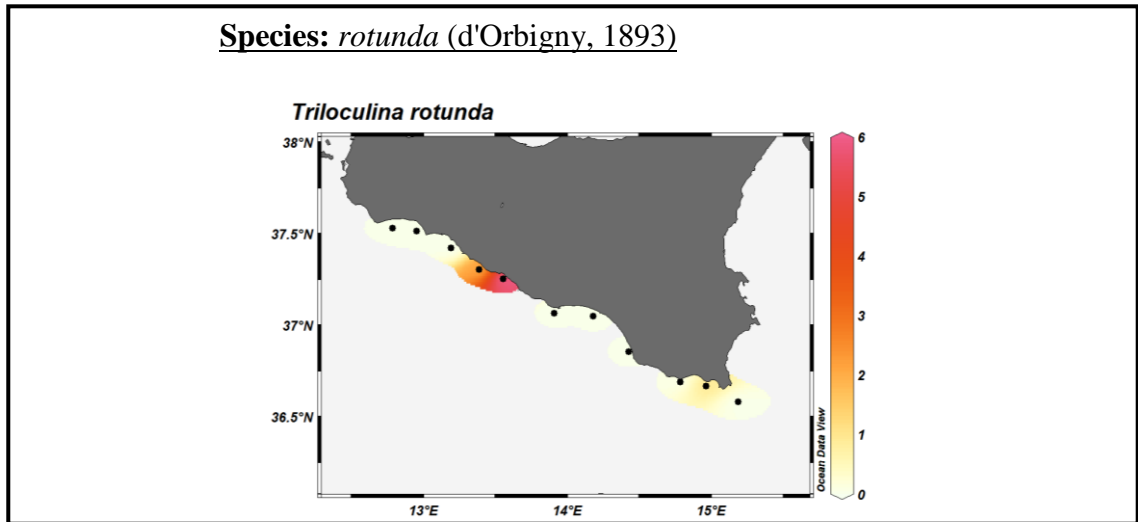 Species: rotunda (d'Orbigny, 1893)
Triloculina rotunda
38°N
37.5°N
37°N
36.5°N
13°E
14°E
15°E
6
5
4
3
2
1
0
Ocean Data View